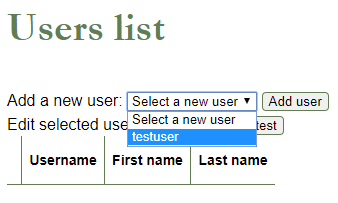 Users list
Add a new user: Select a new user Add user
Select a new user
Edit selected use test
testuser
Username First name Last name